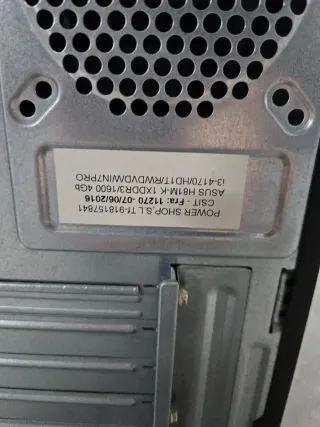 POWER SHOP,S.L Tf-918157841
CSIT - Fra: 11270 -07/06/2016
ASUS H81M-K 1XDDR3/1600 4Gb
i3-4170/HD1T/RWDVD/WIN7PRO